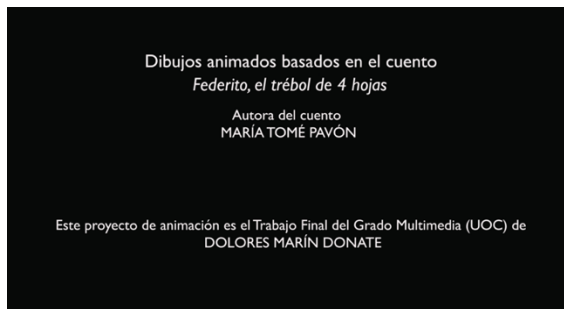 Dibujos animados basados en el cuento
Federito, el trébol de 4 hojas
Autora del cuento
MARÍA TOMÉ PAVÓN
Este proyecto de animación es el Trabajo Final del Grado Multimedia (UOC) de
DOLORES MARÍN DONATE